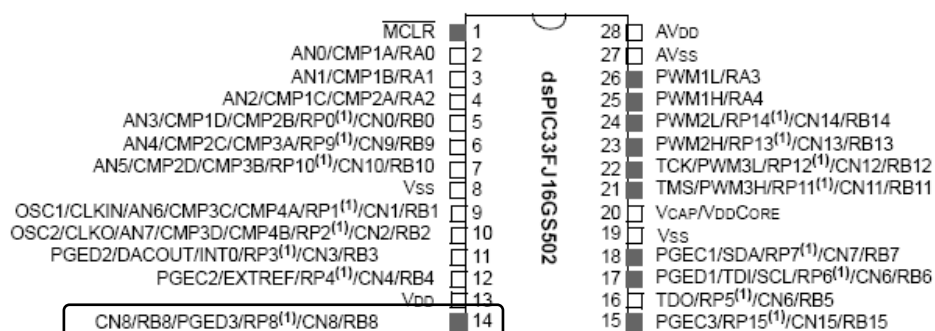 MCLR 1 28 AVDD
AN0/CMP1A/RA0 2 27 AVSS
AN1/CMP1B/RA1 3 26 PWM1L/RA3
AN2/CMP1C/CMP2A/RA2 4 25 PWM1H/RA4
AN3/CMP1D/CMP2B/RP0(1)/CN0/RB0 5 24 PWM2L/RP14(1)/CN14/RB14
AN4/CMP2C/CMP3A/RP9(1)/CN9/RB9 6 23 PWM2H/RP13(1)/CN13/RB13
AN5/CMP2D/CMP3B/RP10(1)/CN10/RB10 7 22 TCK/PWM3L/RP12(1)/CN12/RB12
VSS 8 21 TMS/PWM3H/RP11(1)/CN11/RB11
OSC1/CLKIN/AN6/CMP3C/CMP4A/RP1(1)/CN1/RB1 9 20 VCAP/VDDCORE
OSC2/CLKO/AN7/CMP3D/CMP4B/RP2(1)/CN2/RB2 10 19 VSS
PGED2/DACOUT/INT0/RP3(1)/CN3/RB3 11 18 PGEC1/SDA/RP7(1)/CN7/RB7
PGEC2/EXTREF/RP4(1)/CN4/RB4 12 17 PGED1/TDI/SCL/RP6(1)/CN6/RB6
VDD 13 16 TDO/RP5(1)/CN6/RB5
CN8/RB8/PGED3/RP8(1)/CN8/RB8 14 15 PGEC3/RP15(1)/CN15/RB15
dsPIC33FJ16GS502